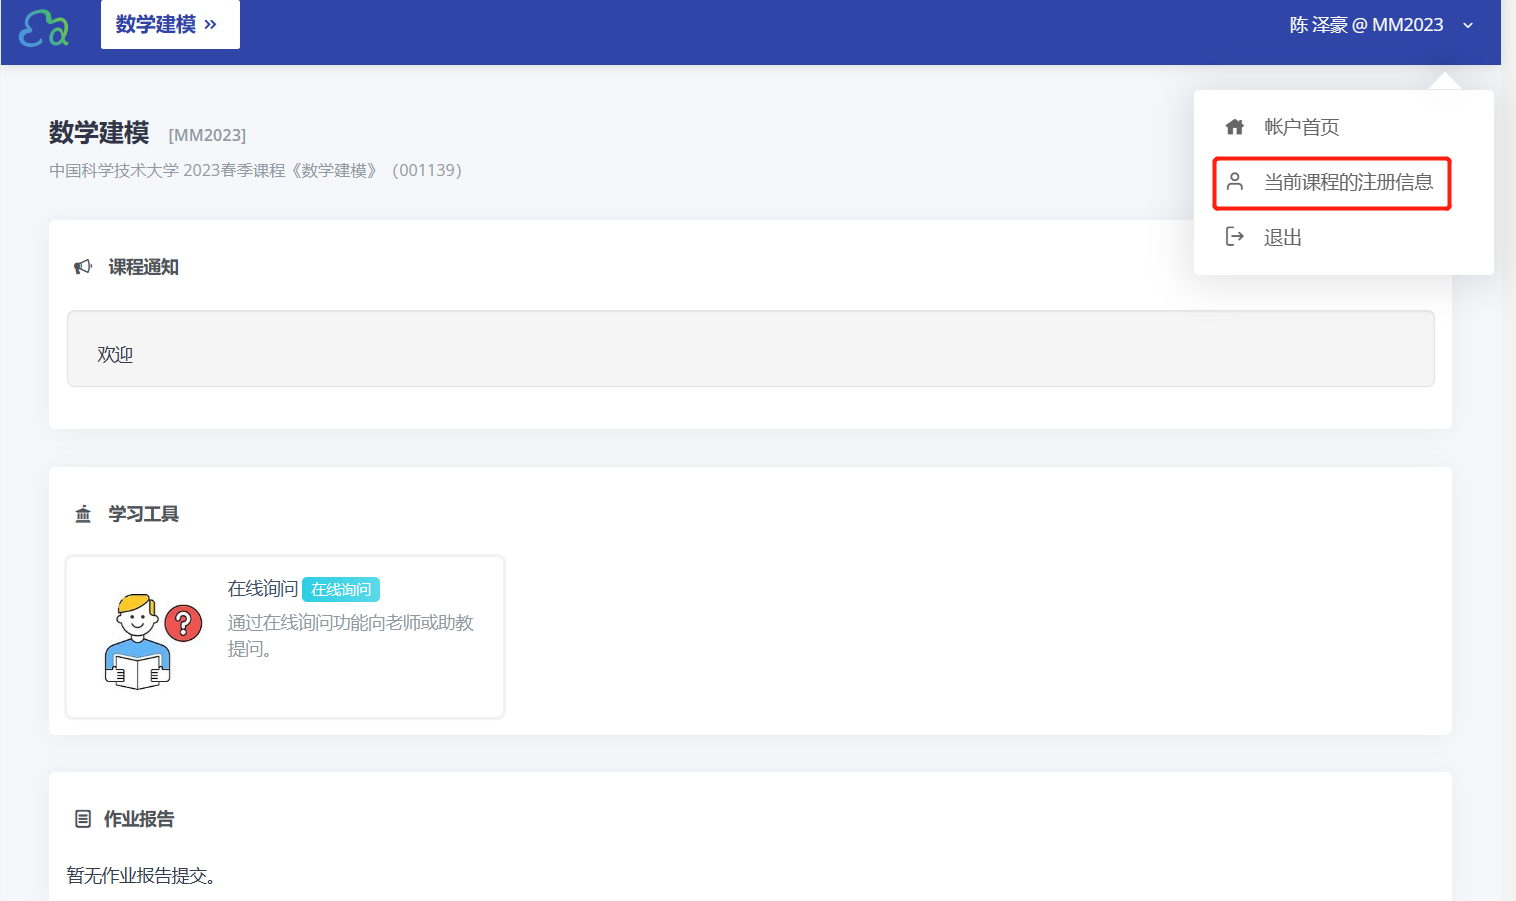 数学建模 »
陈 泽豪 @ MM2023
帐户首页
当前课程的注册信息
退出
数学建模 [MM2023]
中国科学技术大学 2023春季课程《数学建模》（001139）
课程通知
欢迎
学习工具
在线询问 在线询问
通过在线询问功能向老师或助教
提问。
作业报告
暂无作业报告提交。